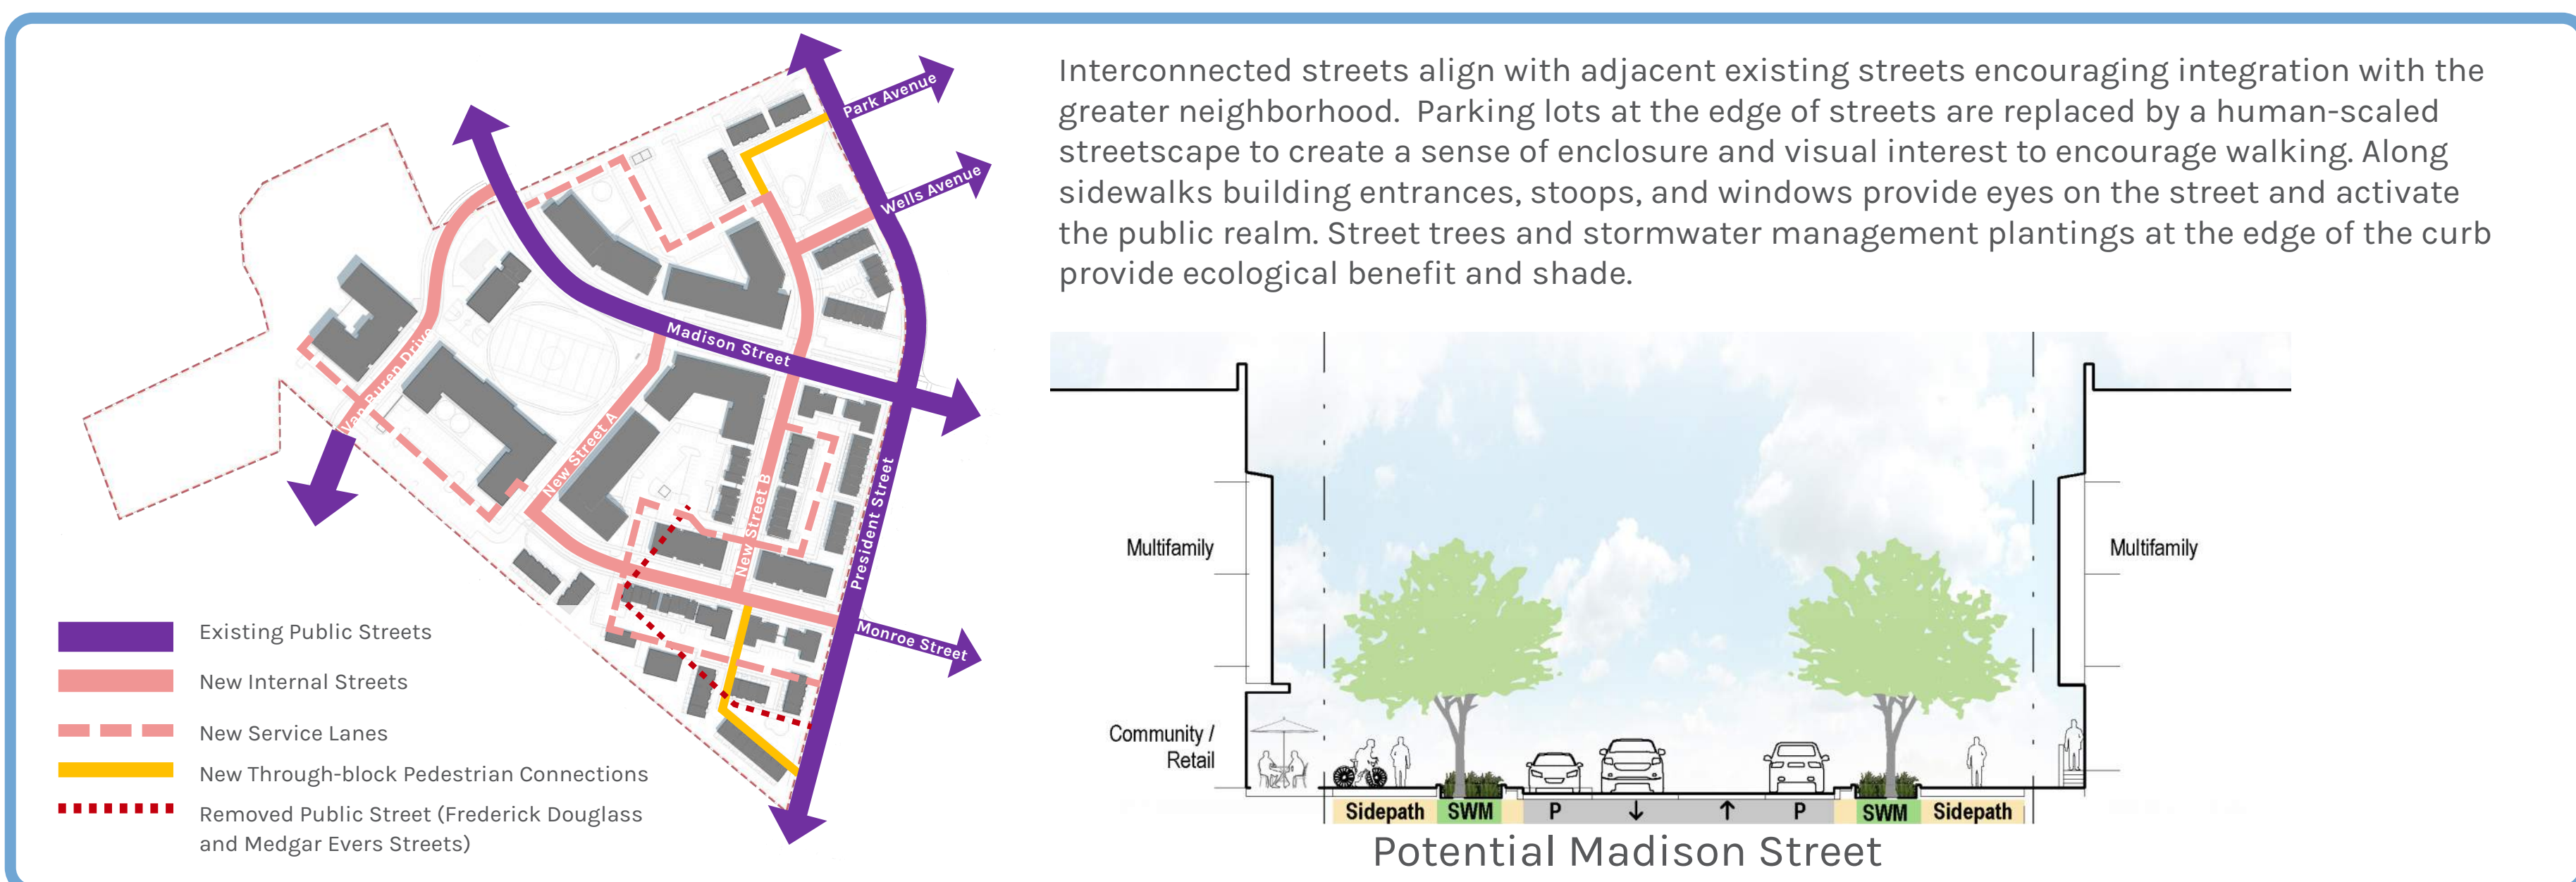 Park Avenue
Wells Avenue
Madison Street
Van Buren Drive
New Street A
New Street B
President Street
Monroe Street
Existing Public Streets
New Internal Streets
New Service Lanes
New Through-block Pedestrian Connections
Removed Public Street (Frederick Douglass
and Medgar Evers Streets)
Interconnected streets align with adjacent existing streets encouraging integration with the
greater neighborhood.  Parking lots at the edge of streets are replaced by a human-scaled
streetscape to create a sense of enclosure and visual interest to encourage walking. Along
sidewalks building entrances, stoops, and windows provide eyes on the street and activate
the public realm. Street trees and stormwater management plantings at the edge of the curb
provide ecological benefit and shade.
Multifamily
Multifamily
Community /
Retail
Sidepath SWM P ↓ ↑ P SWM Sidepath
Potential Madison Street